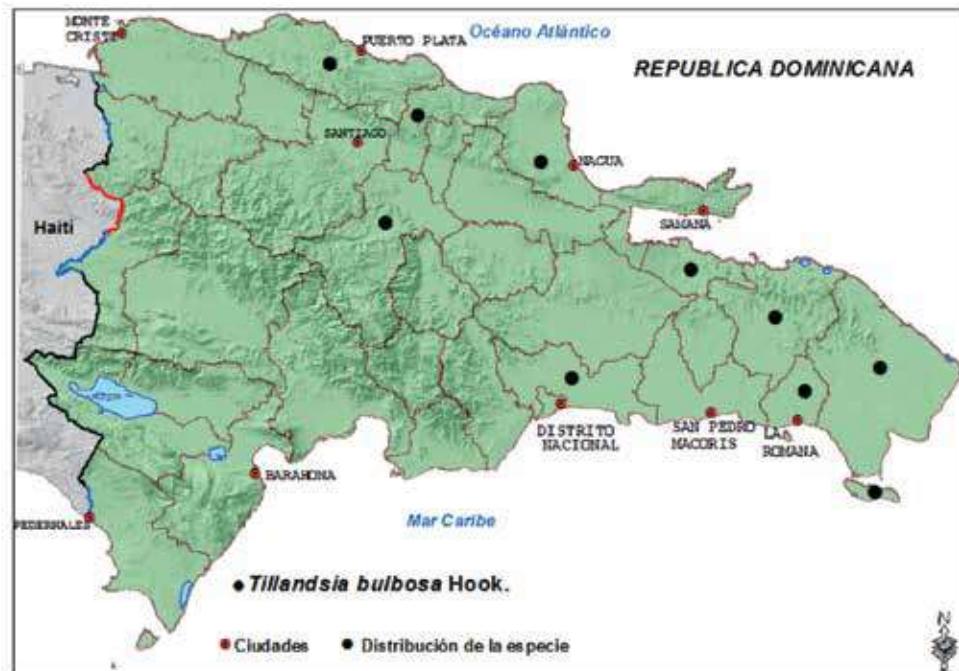 MONTE
CRISTI
PUERTO PLATA
Océano Atlántico
REPUBLICA DOMINICANA
SANTIAGO
NAGUA
SAMANA
Haiti
DISTRITO
NACIONAL
SAN PEDRO
MACORIS
LA
ROMANA
BARAHONA
PEDERNALES
Mar Caribe
Tillandsia bulbosa Hook.
Ciudades
Distribución de la especie
N